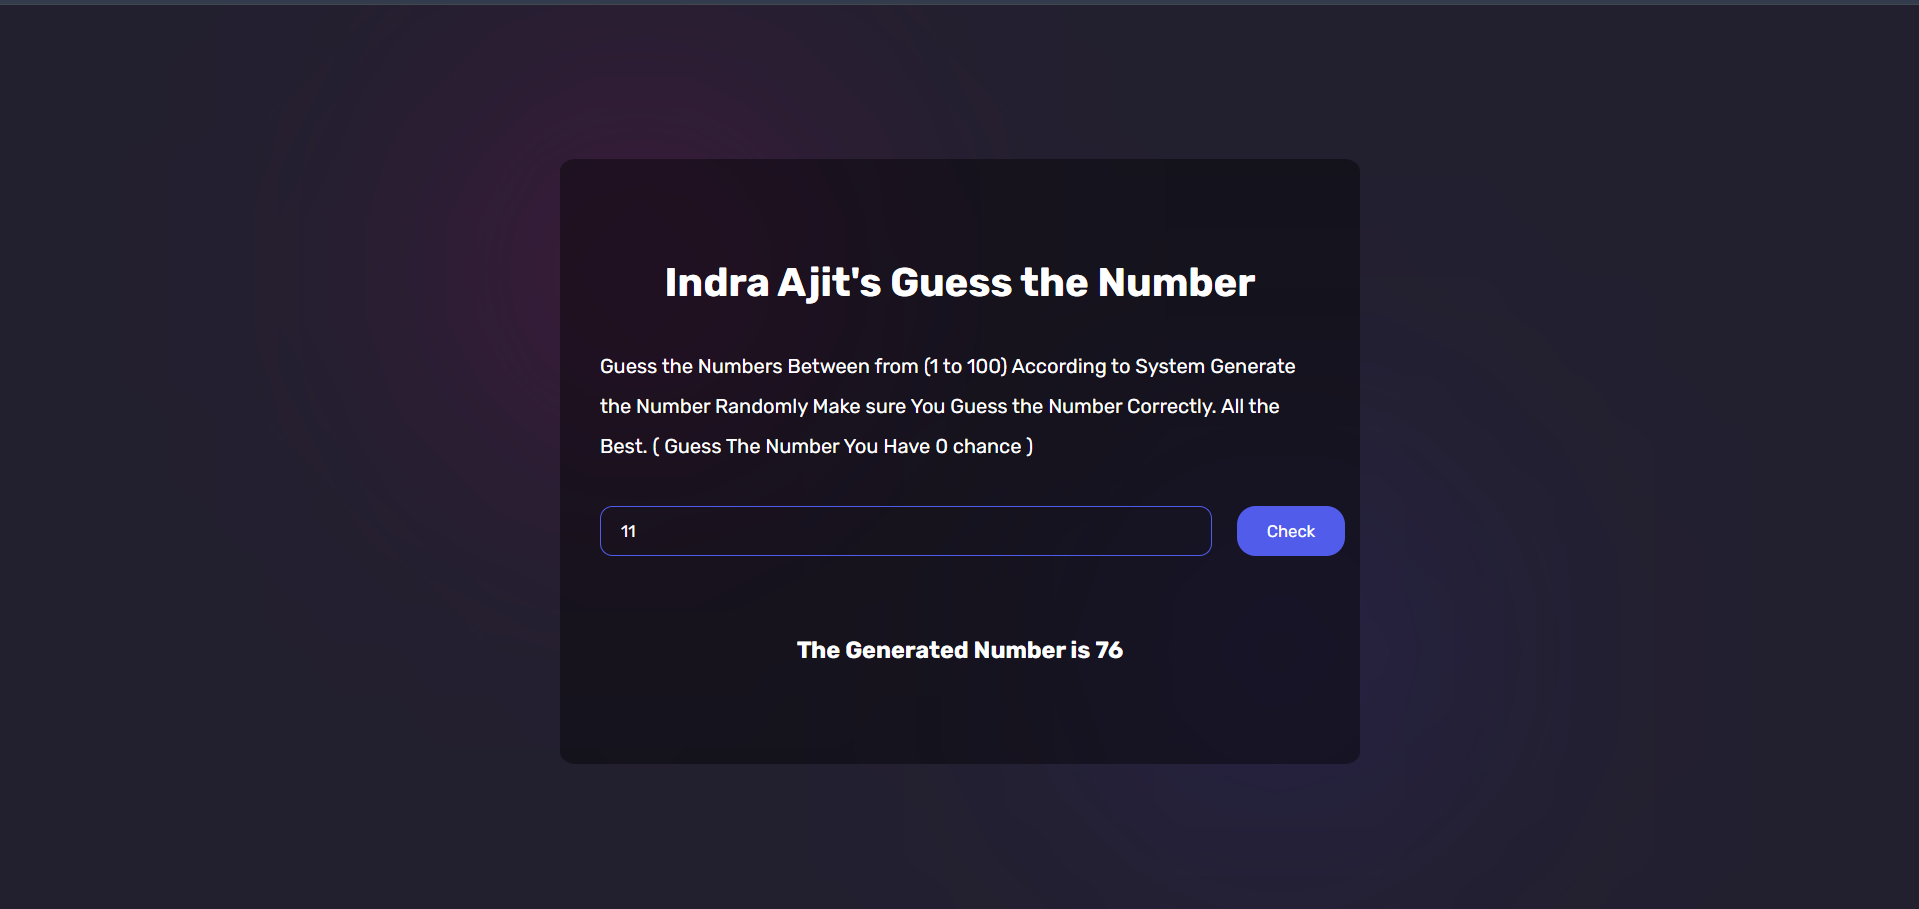 Indra Ajit's Guess the Number
Guess the Numbers Between from (1 to 100) According to System Generate
the Number Randomly Make sure You Guess the Number Correctly. All the
Best. ( Guess The Number You Have 0 chance )
11
Check
The Generated Number is 76